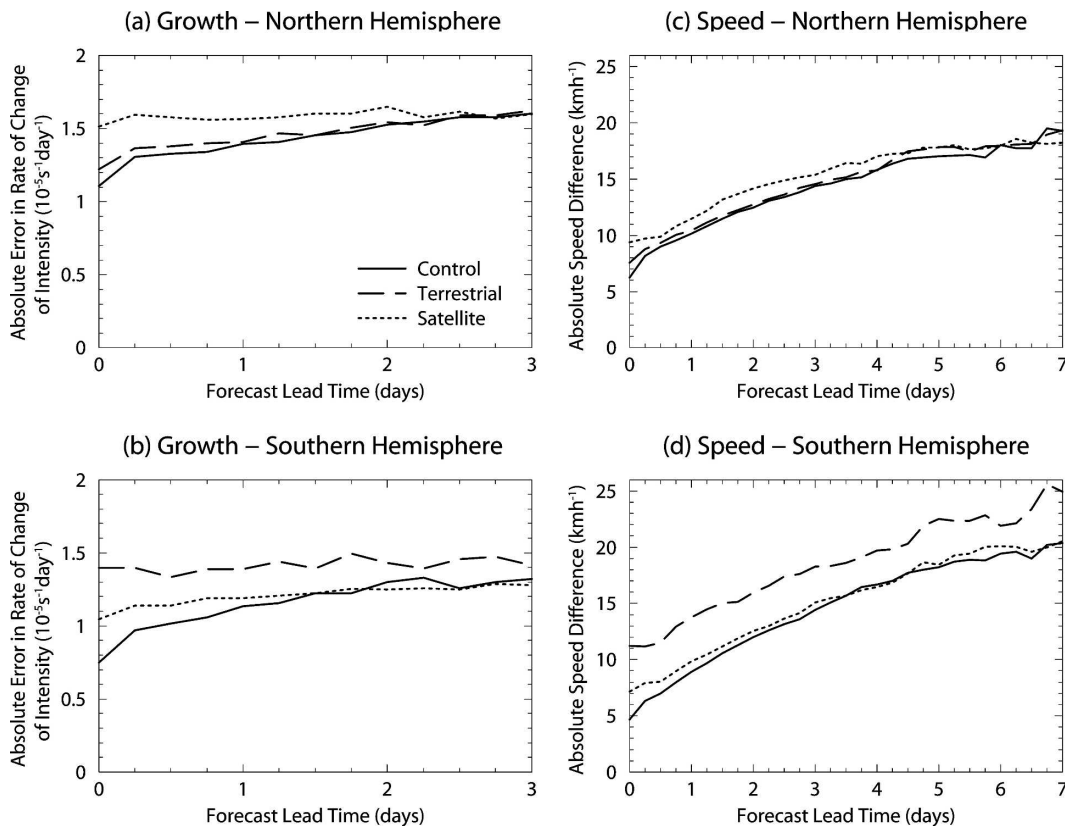 (a) Growth – Northern Hemisphere
2
1.5
1
0.5
0
Absolute Error in Rate of Change
of Intensity (10⁻⁵s⁻¹day⁻¹)
Control
Terrestrial
Satellite
0 1 2 3
Forecast Lead Time (days)
(c) Speed – Northern Hemisphere
25
20
15
10
5
0
Absolute Speed Difference (kmh⁻¹)
0 1 2 3 4 5 6 7
Forecast Lead Time (days)
(b) Growth – Southern Hemisphere
2
1.5
1
0.5
0
Absolute Error in Rate of Change
of Intensity (10⁻⁵s⁻¹day⁻¹)
0 1 2 3
Forecast Lead Time (days)
(d) Speed – Southern Hemisphere
25
20
15
10
5
0
Absolute Speed Difference (kmh⁻¹)
0 1 2 3 4 5 6 7
Forecast Lead Time (days)